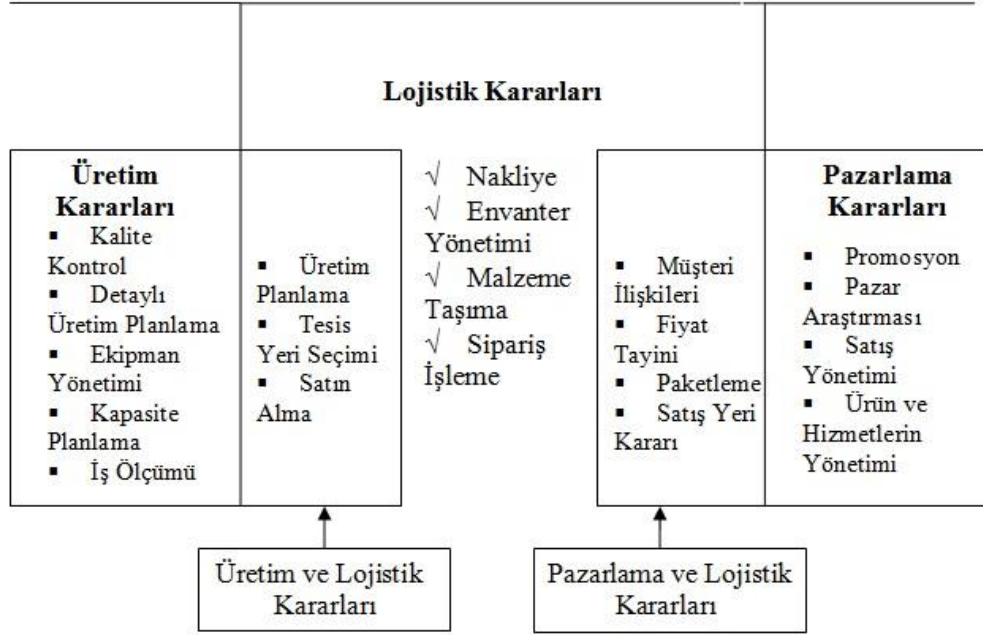 Lojistik Kararları
Üretim
Kararları
▪ Kalite
Kontrol
▪ Detaylı
Üretim Planlama
▪ Ekipman
Yönetimi
▪ Kapasite
Planlama
▪ İş Ölçümü
▪ Üretim
Planlama
▪ Tesis
Yeri Seçimi
▪ Satın
Alma
√ Nakliye
√ Envanter
Yönetimi
√ Malzeme
Taşıma
√ Sipariş
İşleme
▪ Müşteri
İlişkileri
▪ Fiyat
Tayini
▪ Paketleme
▪ Satış Yeri
Kararı
Pazarlama
Kararları
▪ Promosyon
▪ Pazar
Araştırması
▪ Satış
Yönetimi
▪ Ürün ve
Hizmetlerin
Yönetimi
Üretim ve Lojistik
Kararları
Pazarlama ve Lojistik
Kararları